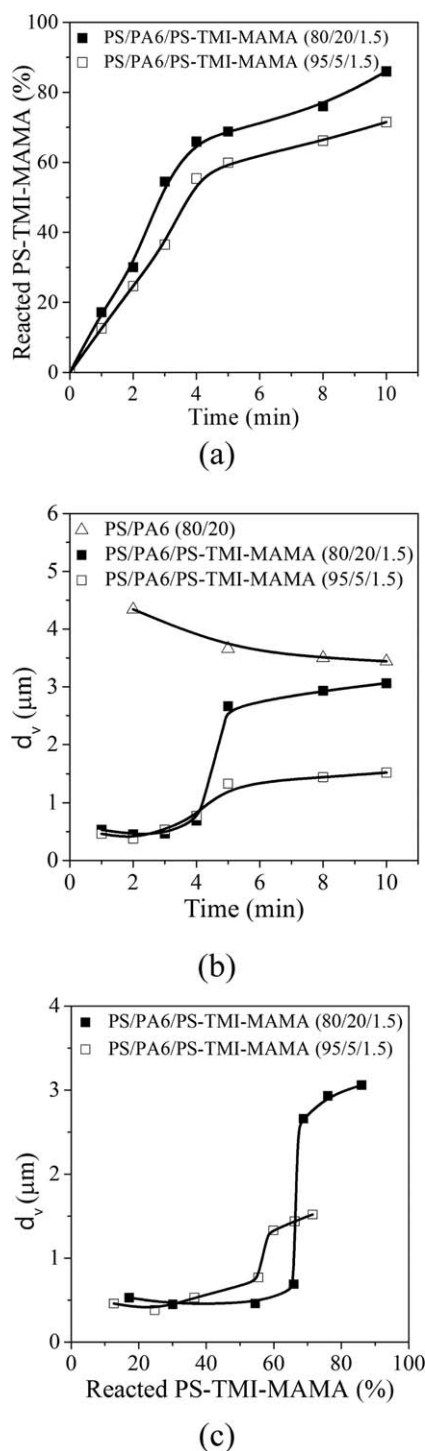 100
PS/PA6/PS-TMI-MAMA (80/20/1.5)
PS/PA6/PS-TMI-MAMA (95/5/1.5)
80
60
40
20
0
Reacted PS-TMI-MAMA (%)
0 2 4 6 8 10
Time (min)
(a)
6
PS/PA6 (80/20)
PS/PA6/PS-TMI-MAMA (80/20/1.5)
PS/PA6/PS-TMI-MAMA (95/5/1.5)
5
4
3
2
1
0
dv (μm)
0 2 4 6 8 10
Time (min)
(b)
4
PS/PA6/PS-TMI-MAMA (80/20/1.5)
PS/PA6/PS-TMI-MAMA (95/5/1.5)
3
2
1
0
dv (μm)
0 20 40 60 80 100
Reacted PS-TMI-MAMA (%)
(c)